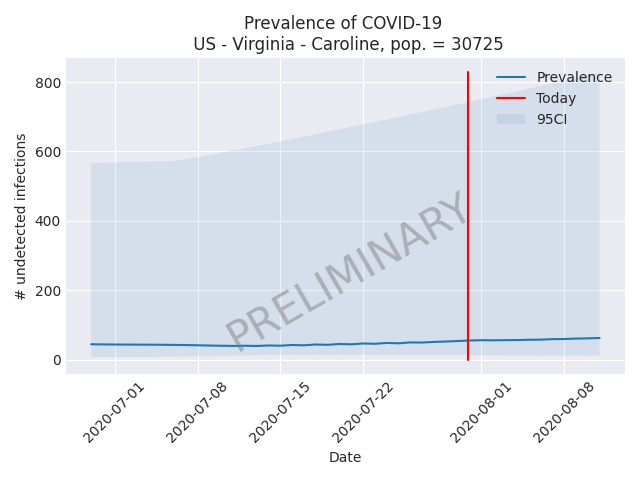 Prevalence of COVID-19
US - Virginia - Caroline, pop. = 30725
# undetected infections
800
600
400
200
0
Prevalence
Today
95CI
PRELIMINARY
2020-07-01
2020-07-08
2020-07-15
2020-07-22
2020-08-01
2020-08-08
Date